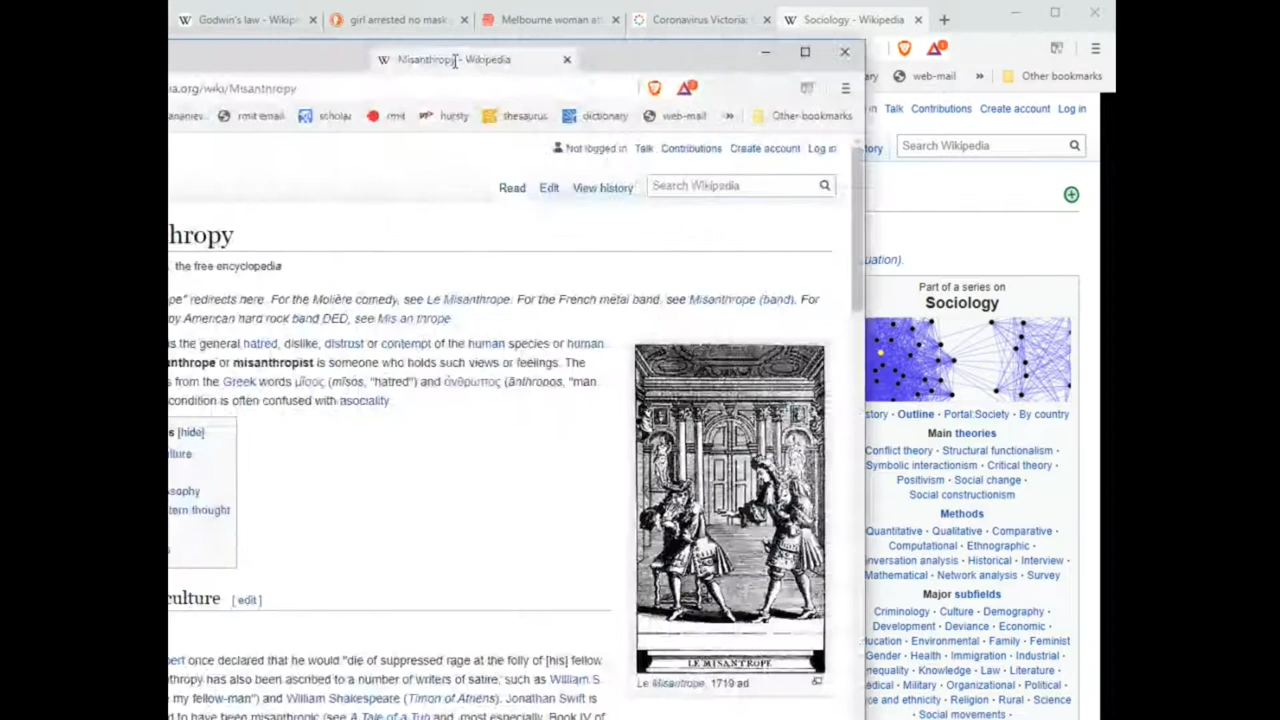 Godwin's law - Wikip
girl arrested no mask
Melbourne woman at
Coronavirus Victoria:
Sociology - Wikipedia
Misanthropy - Wikipedia
ia.org/wiki/Misanthropy
web-mail
Other bookmarks
rmit email
scholar
rmit
hursty
thesaurus
dictionary
web-mail
Other bookmarks
Talk Contributions Create account Log in
Not logged in Talk Contributions Create account Log in
Search Wikipedia
Read Edit View history Search Wikipedia
hropy
the free encyclopedia
pe" redirects here. For the Molière comedy, see Le Misanthrope. For the French metal band, see Misanthrope (band). For
by American hard rock band DED, see Mis an thrope
s the general hatred, dislike, distrust or contempt of the human species or human
anthrope or misanthropist is someone who holds such views or feelings. The
s from the Greek words μῖσος (mīsos, "hatred") and ἄνθρωπος (ānthropos, "man
condition is often confused with asociality
s [hide]
lture
sophy
tern thought
culture [ edit ]
pert once declared that he would "die of suppressed rage at the folly of [his] fellow
nthropy has also been ascribed to a number of writers of satire, such as William S.
my fellow-man") and William Shakespeare (Timon of Athens). Jonathan Swift is
d to have been misanthropic (see A Tale of a Tub and, most especially, Book IV of
LE MISANTROPE
Le Misantrope, 1719 ad
uation).
Part of a series on
Sociology
story · Outline · Portal:Society · By country
Main theories
Conflict theory · Structural functionalism ·
Symbolic interactionism · Critical theory ·
Positivism · Social change ·
Social constructionism
Methods
Quantitative · Qualitative · Comparative ·
Computational · Ethnographic ·
nversation analysis · Historical · Interview ·
Mathematical · Network analysis · Survey
Major subfields
Criminology · Culture · Demography ·
Development · Deviance · Economic ·
ucation · Environmental · Family · Feminist
Gender · Health · Immigration · Industrial ·
nequality · Knowledge · Law · Literature ·
edical · Military · Organizational · Political ·
ce and ethnicity · Religion · Rural · Science
· Social movements ·